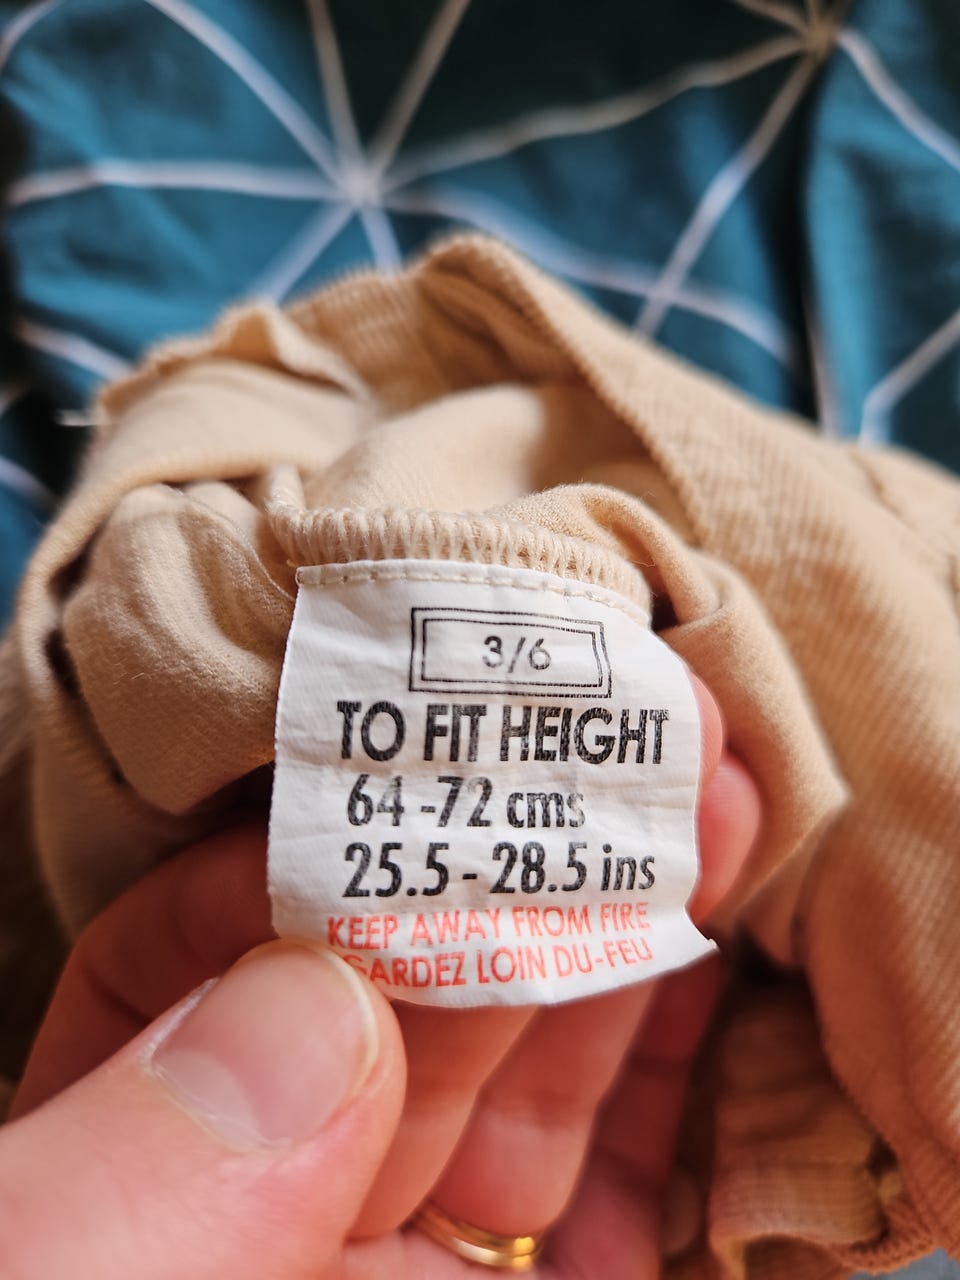 3/6
TO FIT HEIGHT
64-72 cms
25.5-28.5 ins
KEEP AWAY FROM FIRE
GARDEZ LOIN DU-FEU